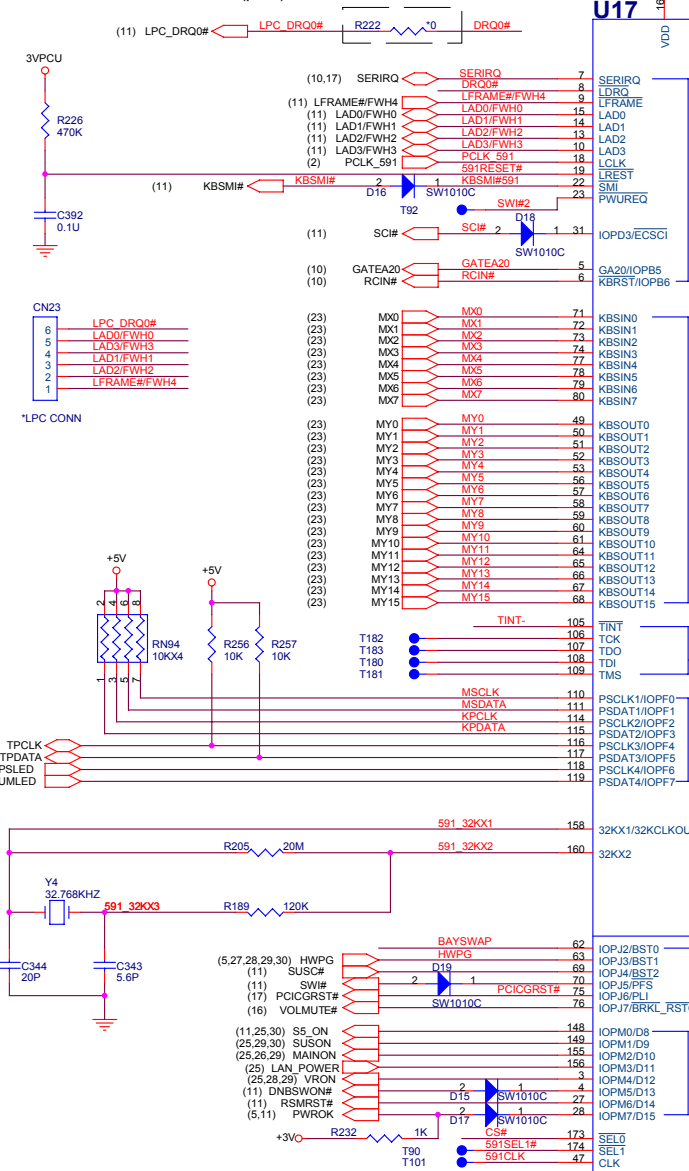 U17
16
VDD
(11) LPC_DRQ0# LPC_DRQ0# R222 *0 DRQ0#
3VPCU
R226
470K
C392
0.1U
(10,17) SERIRQ SERIRQ 7 SERIRQ
DRQ0# 8 LDRQ
(11) LFRAME#/FWH4 LFRAME#/FWH4 9 LFRAME
(11) LAD0/FWH0 LAD0/FWH0 15 LAD0
(11) LAD1/FWH1 LAD1/FWH1 14 LAD1
(11) LAD2/FWH2 LAD2/FWH2 13 LAD2
(11) LAD3/FWH3 LAD3/FWH3 10 LAD3
(2) PCLK_591 PCLK_591 18 LCLK
591RESET# 19 LREST
(11) KBSMI# KBSMI# 2 D16 1 SW1010C KBSMI#591 22 SMI
T92 SWI#2 23 PWUREQ
(11) SCI# SCI# 2 D18 1 SW1010C 31 IOPD3/ECSCI
(10) GATEA20 GATEA20 5 GA20/IOPB5
(10) RCIN# RCIN# 6 KBRST/IOPB6
CN23
6 LPC_DRQ0#
5 LAD0/FWH0
4 LAD3/FWH3
3 LAD1/FWH1
2 LAD2/FWH2
1 LFRAME#/FWH4
*LPC CONN
(23) MX0 MX0 71 KBSIN0
(23) MX1 MX1 72 KBSIN1
(23) MX2 MX2 73 KBSIN2
(23) MX3 MX3 74 KBSIN3
(23) MX4 MX4 77 KBSIN4
(23) MX5 MX5 78 KBSIN5
(23) MX6 MX6 79 KBSIN6
(23) MX7 MX7 80 KBSIN7
(23) MY0 MY0 49 KBSOUT0
(23) MY1 MY1 50 KBSOUT1
(23) MY2 MY2 51 KBSOUT2
(23) MY3 MY3 52 KBSOUT3
(23) MY4 MY4 53 KBSOUT4
(23) MY5 MY5 56 KBSOUT5
(23) MY6 MY6 57 KBSOUT6
(23) MY7 MY7 58 KBSOUT7
(23) MY8 MY8 59 KBSOUT8
(23) MY9 MY9 60 KBSOUT9
(23) MY10 MY10 61 KBSOUT10
(23) MY11 MY11 64 KBSOUT11
(23) MY12 MY12 65 KBSOUT12
(23) MY13 MY13 66 KBSOUT13
(23) MY14 MY14 67 KBSOUT14
(23) MY15 MY15 68 KBSOUT15
+5V
2 4 6 8
RN94
10KX4
1 3 5 7
+5V
R256
10K
R257
10K
TINT- 105 TINT
T182 106 TCK
T183 107 TDO
T180 108 TDI
T181 109 TMS
MSCLK 110 PSCLK1/IOPF0
MSDATA 111 PSDAT1/IOPF1
KPCLK 114 PSCLK2/IOPF2
KPDATA 115 PSDAT2/IOPF3
TPCLK 116 PSCLK3/IOPF4
TPDATA 117 PSDAT3/IOPF5
PSLED 118 PSCLK4/IOPF6
UMLED 119 PSDAT4/IOPF7
591_32KX1 158 32KX1/32KCLKOU
R205 20M 591_32KX2 160 32KX2
Y4
32.768KHZ
591_32KX3
R189 120K
C344
20P
C343
5.6P
BAYSWAP 62 IOPJ2/BST0
(5,27,28,29,30) HWPG HWPG 63 IOPJ3/BST1
(11) SUSC# 69 IOPJ4/BST2
(11) SWI# 2 D19 1 SW1010C 70 IOPJ5/PFS
(17) PCICGRST# PCICGRST# 75 IOPJ6/PLI
(16) VOLMUTE# 76 IOPJ7/BRKL_RSTO
(11,25,30) S5_ON 148 IOPM0/D8
(25,29,30) SUSON 149 IOPM1/D9
(25,26,29) MAINON 155 IOPM2/D10
(25) LAN_POWER 156 IOPM3/D11
(25,28,29) VRON 3 IOPM4/D12
(11) DNBSWON# 2 D15 1 SW1010C 4 IOPM5/D13
(11) RSMRST# 27 IOPM6/D14
(5,11) PWROK 2 D17 1 SW1010C 28 IOPM7/D15
+3V R232 1K
CS# 173 SEL0
T90 591SEL1# 174 SEL1
T101 591CLK 47 CLK